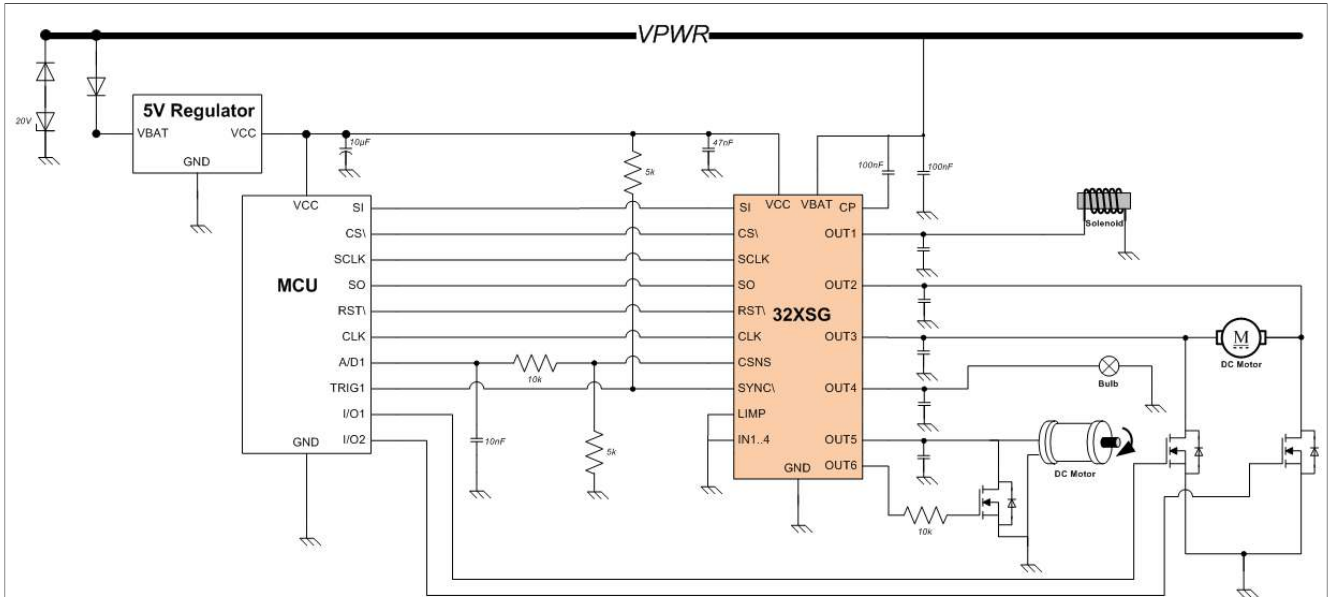 VPWR
20V
5V Regulator
VBAT
VCC
GND
10µF
5k
47nF
100nF
100nF
MCU
VCC
SI
CS\
SCLK
SO
RST\
CLK
A/D1
TRIG1
I/O1
I/O2
GND
10k
10nF
5k
32XSG
VCC
VBAT
CP
SI
CS\
SCLK
SO
RST\
CLK
CSNS
SYNC\
LIMP
IN1..4
GND
OUT1
OUT2
OUT3
OUT4
OUT5
OUT6
Solenoid
M
DC Motor
Bulb
DC Motor
10k